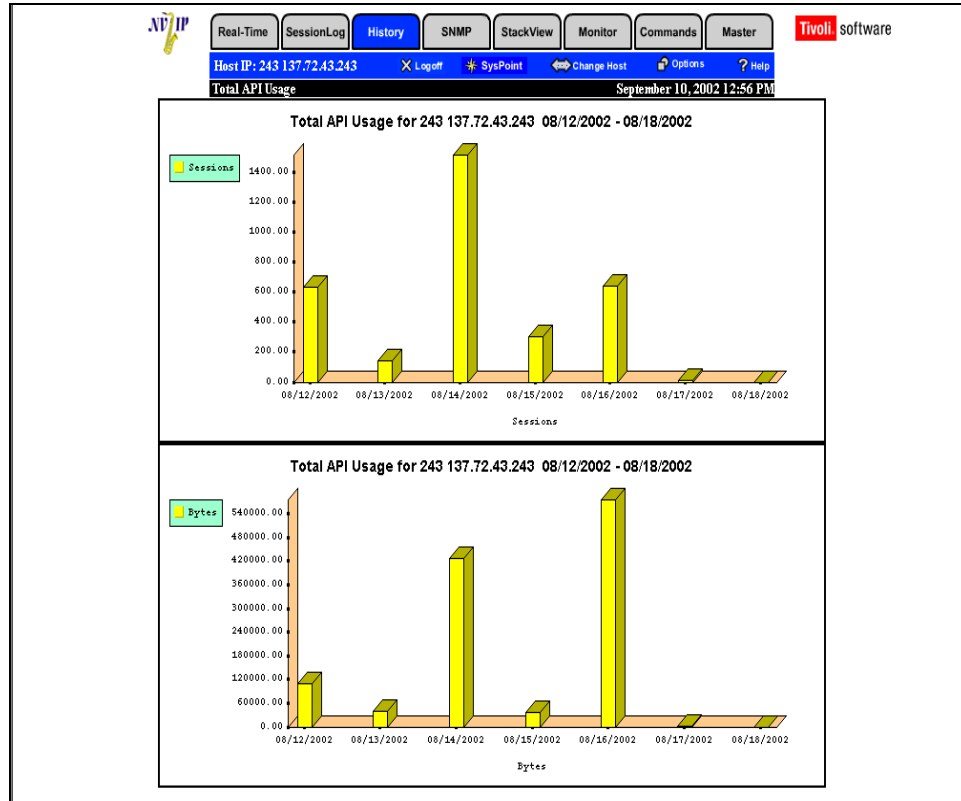 NV IP
Real-Time SessionLog History SNMP StackView Monitor Commands Master
Tivoli. software
Host IP: 243 137.72.43.243 Logoff SysPoint Change Host Options ? Help
Total API Usage September 10, 2002 12:56 PM
Total API Usage for 243 137.72.43.243 08/12/2002 - 08/18/2002
Sessions
1400.00
1200.00
1000.00
800.00
600.00
400.00
200.00
0.00
08/12/2002 08/13/2002 08/14/2002 08/15/2002 08/16/2002 08/17/2002 08/18/2002
Sessions
Total API Usage for 243 137.72.43.243 08/12/2002 - 08/18/2002
Bytes
540000.00
480000.00
420000.00
360000.00
300000.00
240000.00
180000.00
120000.00
60000.00
0.00
08/12/2002 08/13/2002 08/14/2002 08/15/2002 08/16/2002 08/17/2002 08/18/2002
Bytes